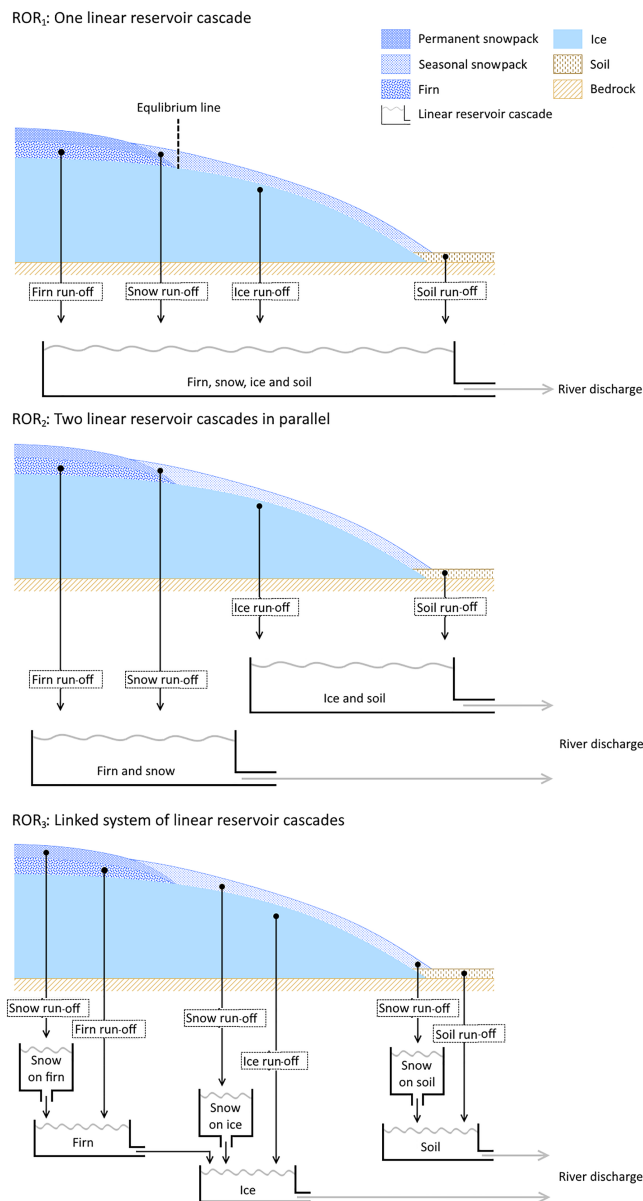 ROR₁: One linear reservoir cascade
Permanent snowpack
Ice
Seasonal snowpack
Soil
Firn
Bedrock
Linear reservoir cascade
Equlibrium line
Firn run-off
Snow run-off
Ice run-off
Soil run-off
Firn, snow, ice and soil
River discharge
ROR₂: Two linear reservoir cascades in parallel
Ice run-off
Soil run-off
Firn run-off
Snow run-off
Ice and soil
River discharge
Firn and snow
ROR₃: Linked system of linear reservoir cascades
Snow run-off
Snow run-off
Snow run-off
Firn run-off
Soil run-off
Ice run-off
Snow
on firn
Snow
on soil
Snow
on ice
Firn
Soil
River discharge
Ice